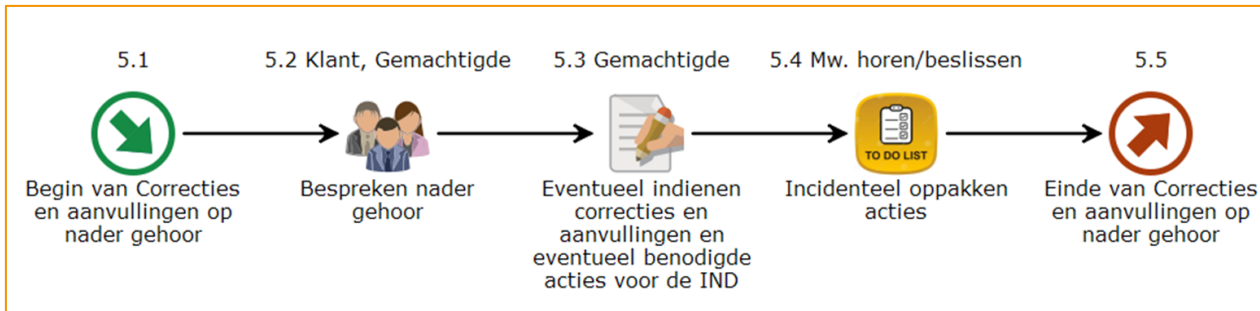 5.1
5.2 Klant, Gemachtigde
5.3 Gemachtigde
5.4 Mw. horen/beslissen
5.5
TO DO LIST
Begin van Correcties
en aanvullingen op
nader gehoor
Bespreken nader
gehoor
Eventueel indienen
correcties en
aanvullingen en
eventueel benodigde
acties voor de IND
Incidenteel oppakken
acties
Einde van Correcties
en aanvullingen op
nader gehoor